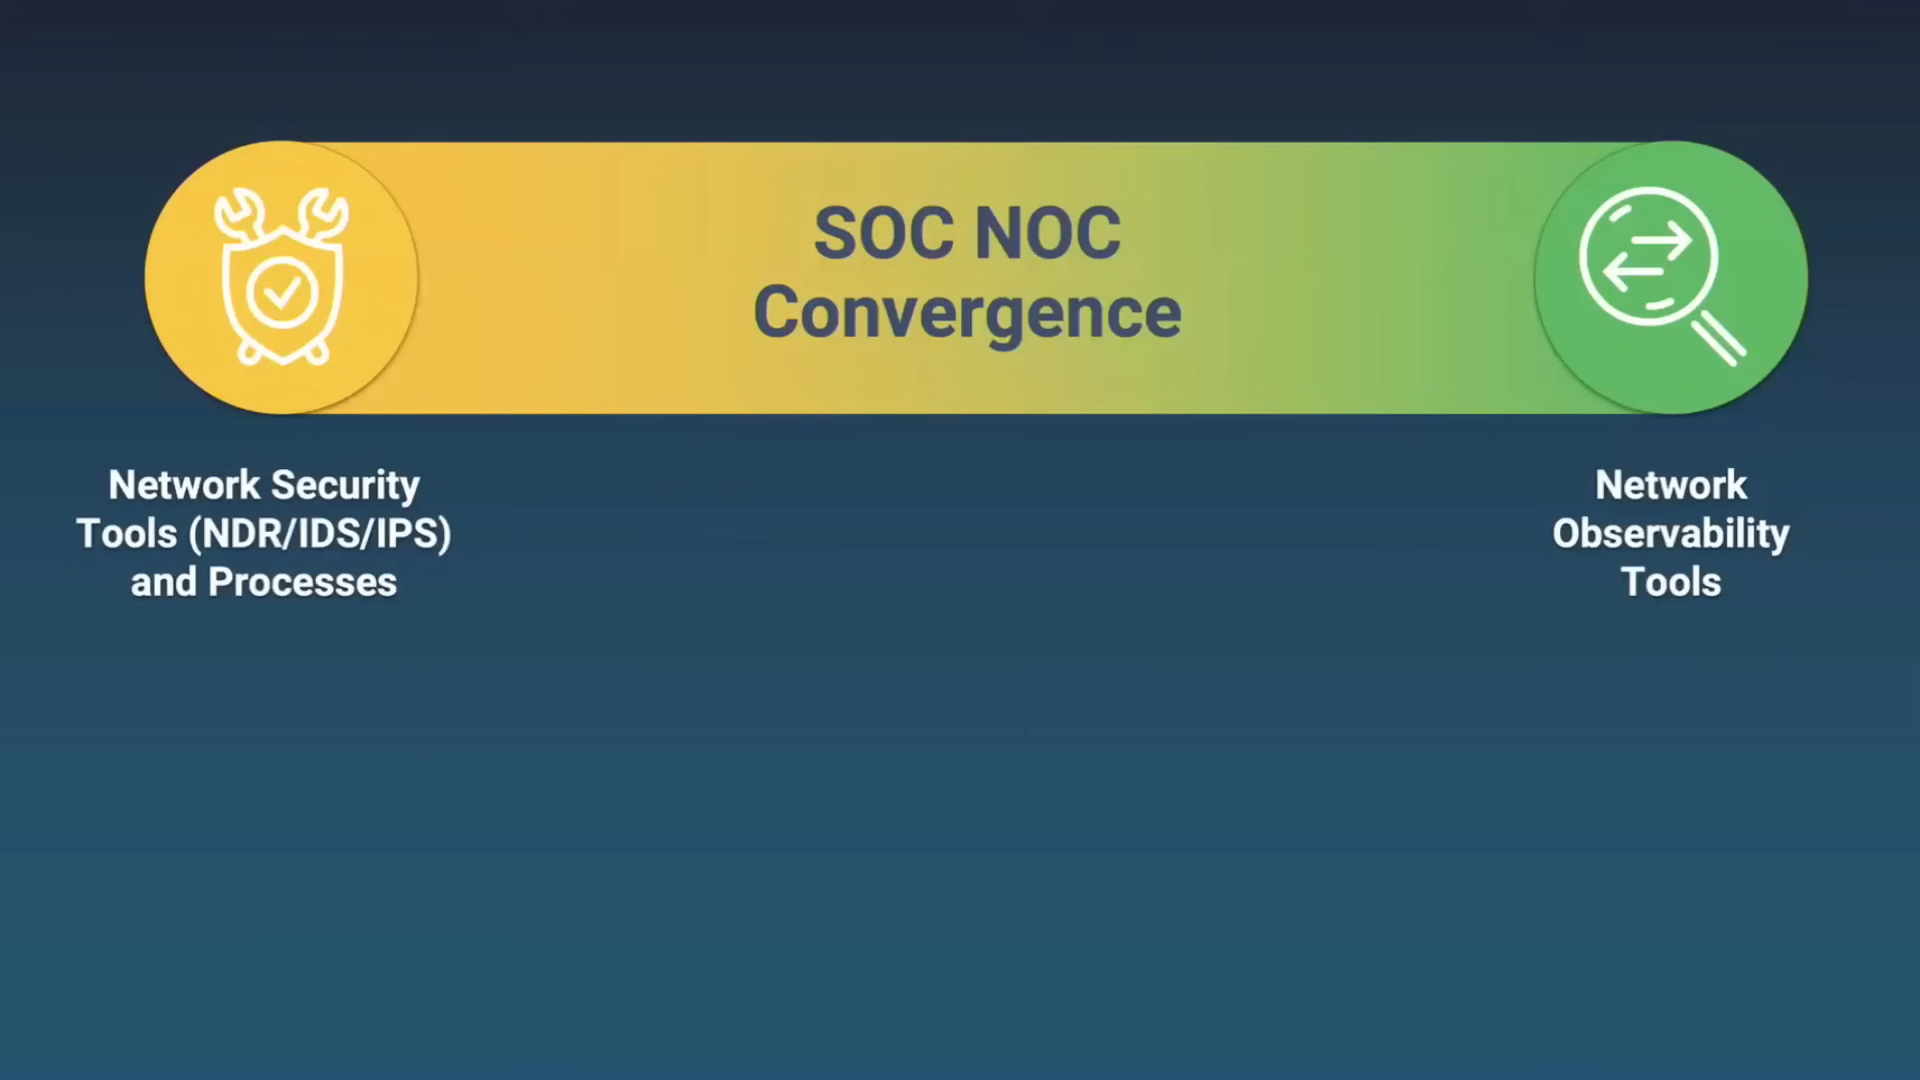 SOC NOC
Convergence
Network Security
Tools (NDR/IDS/IPS)
and Processes
Network
Observability
Tools